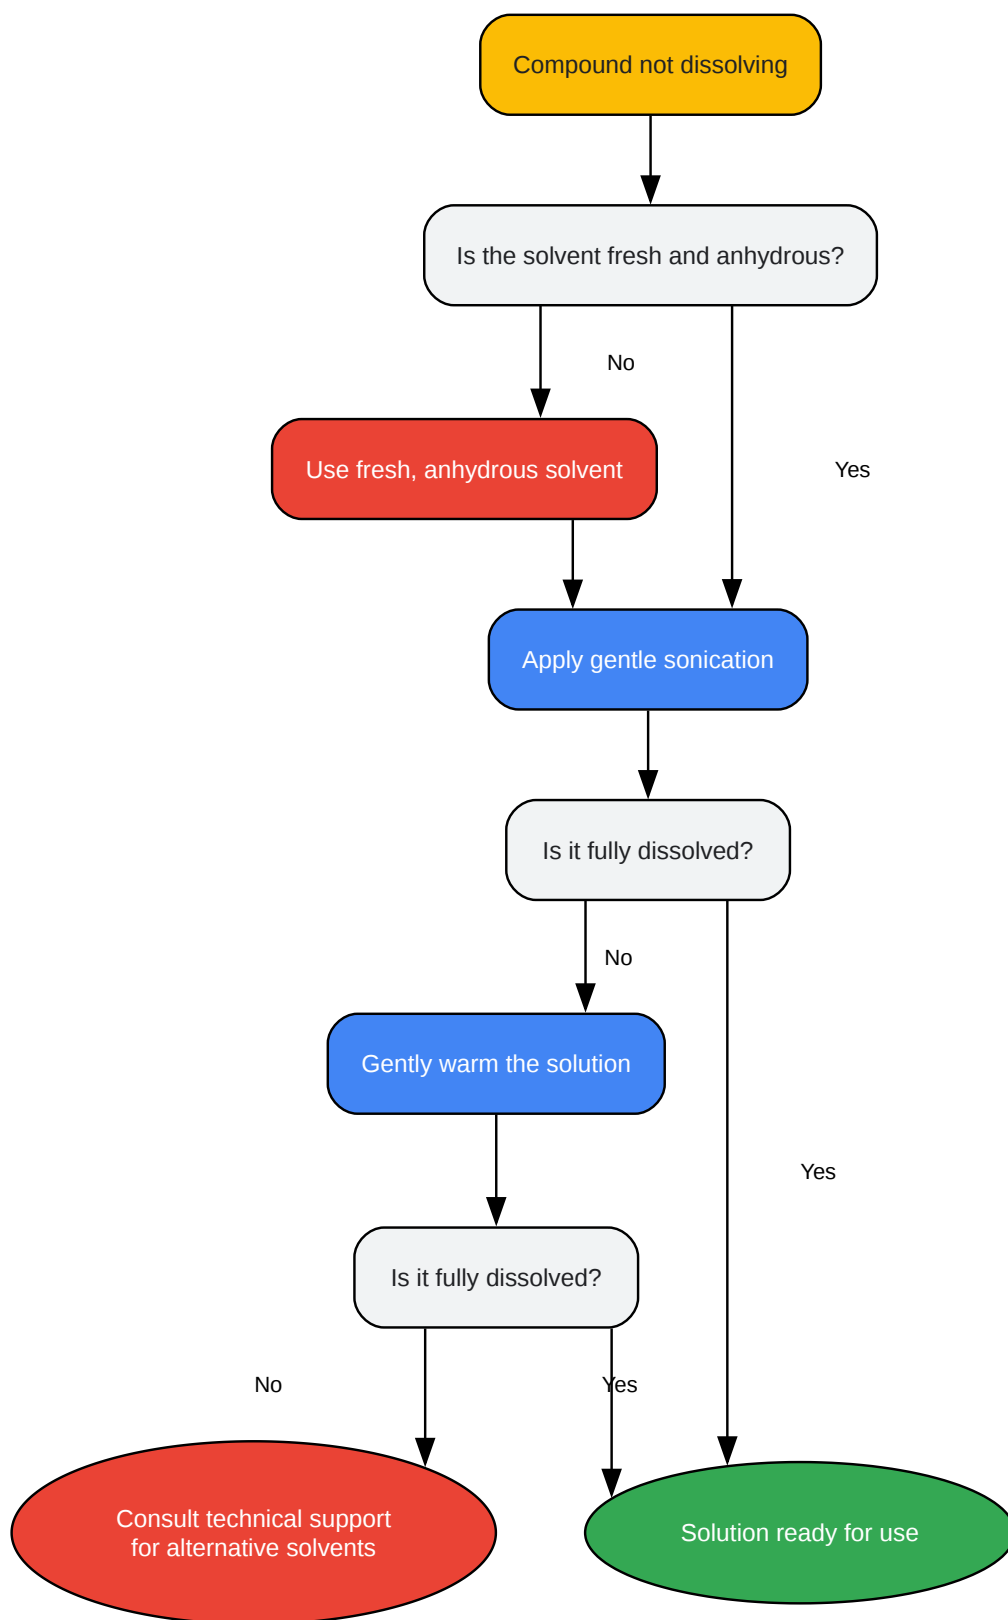 Compound not dissolving
Is the solvent fresh and anhydrous?
No
Use fresh, anhydrous solvent
Yes
Apply gentle sonication
Is it fully dissolved?
No
Gently warm the solution
Yes
Is it fully dissolved?
No
Yes
Consult technical support
for alternative solvents
Solution ready for use